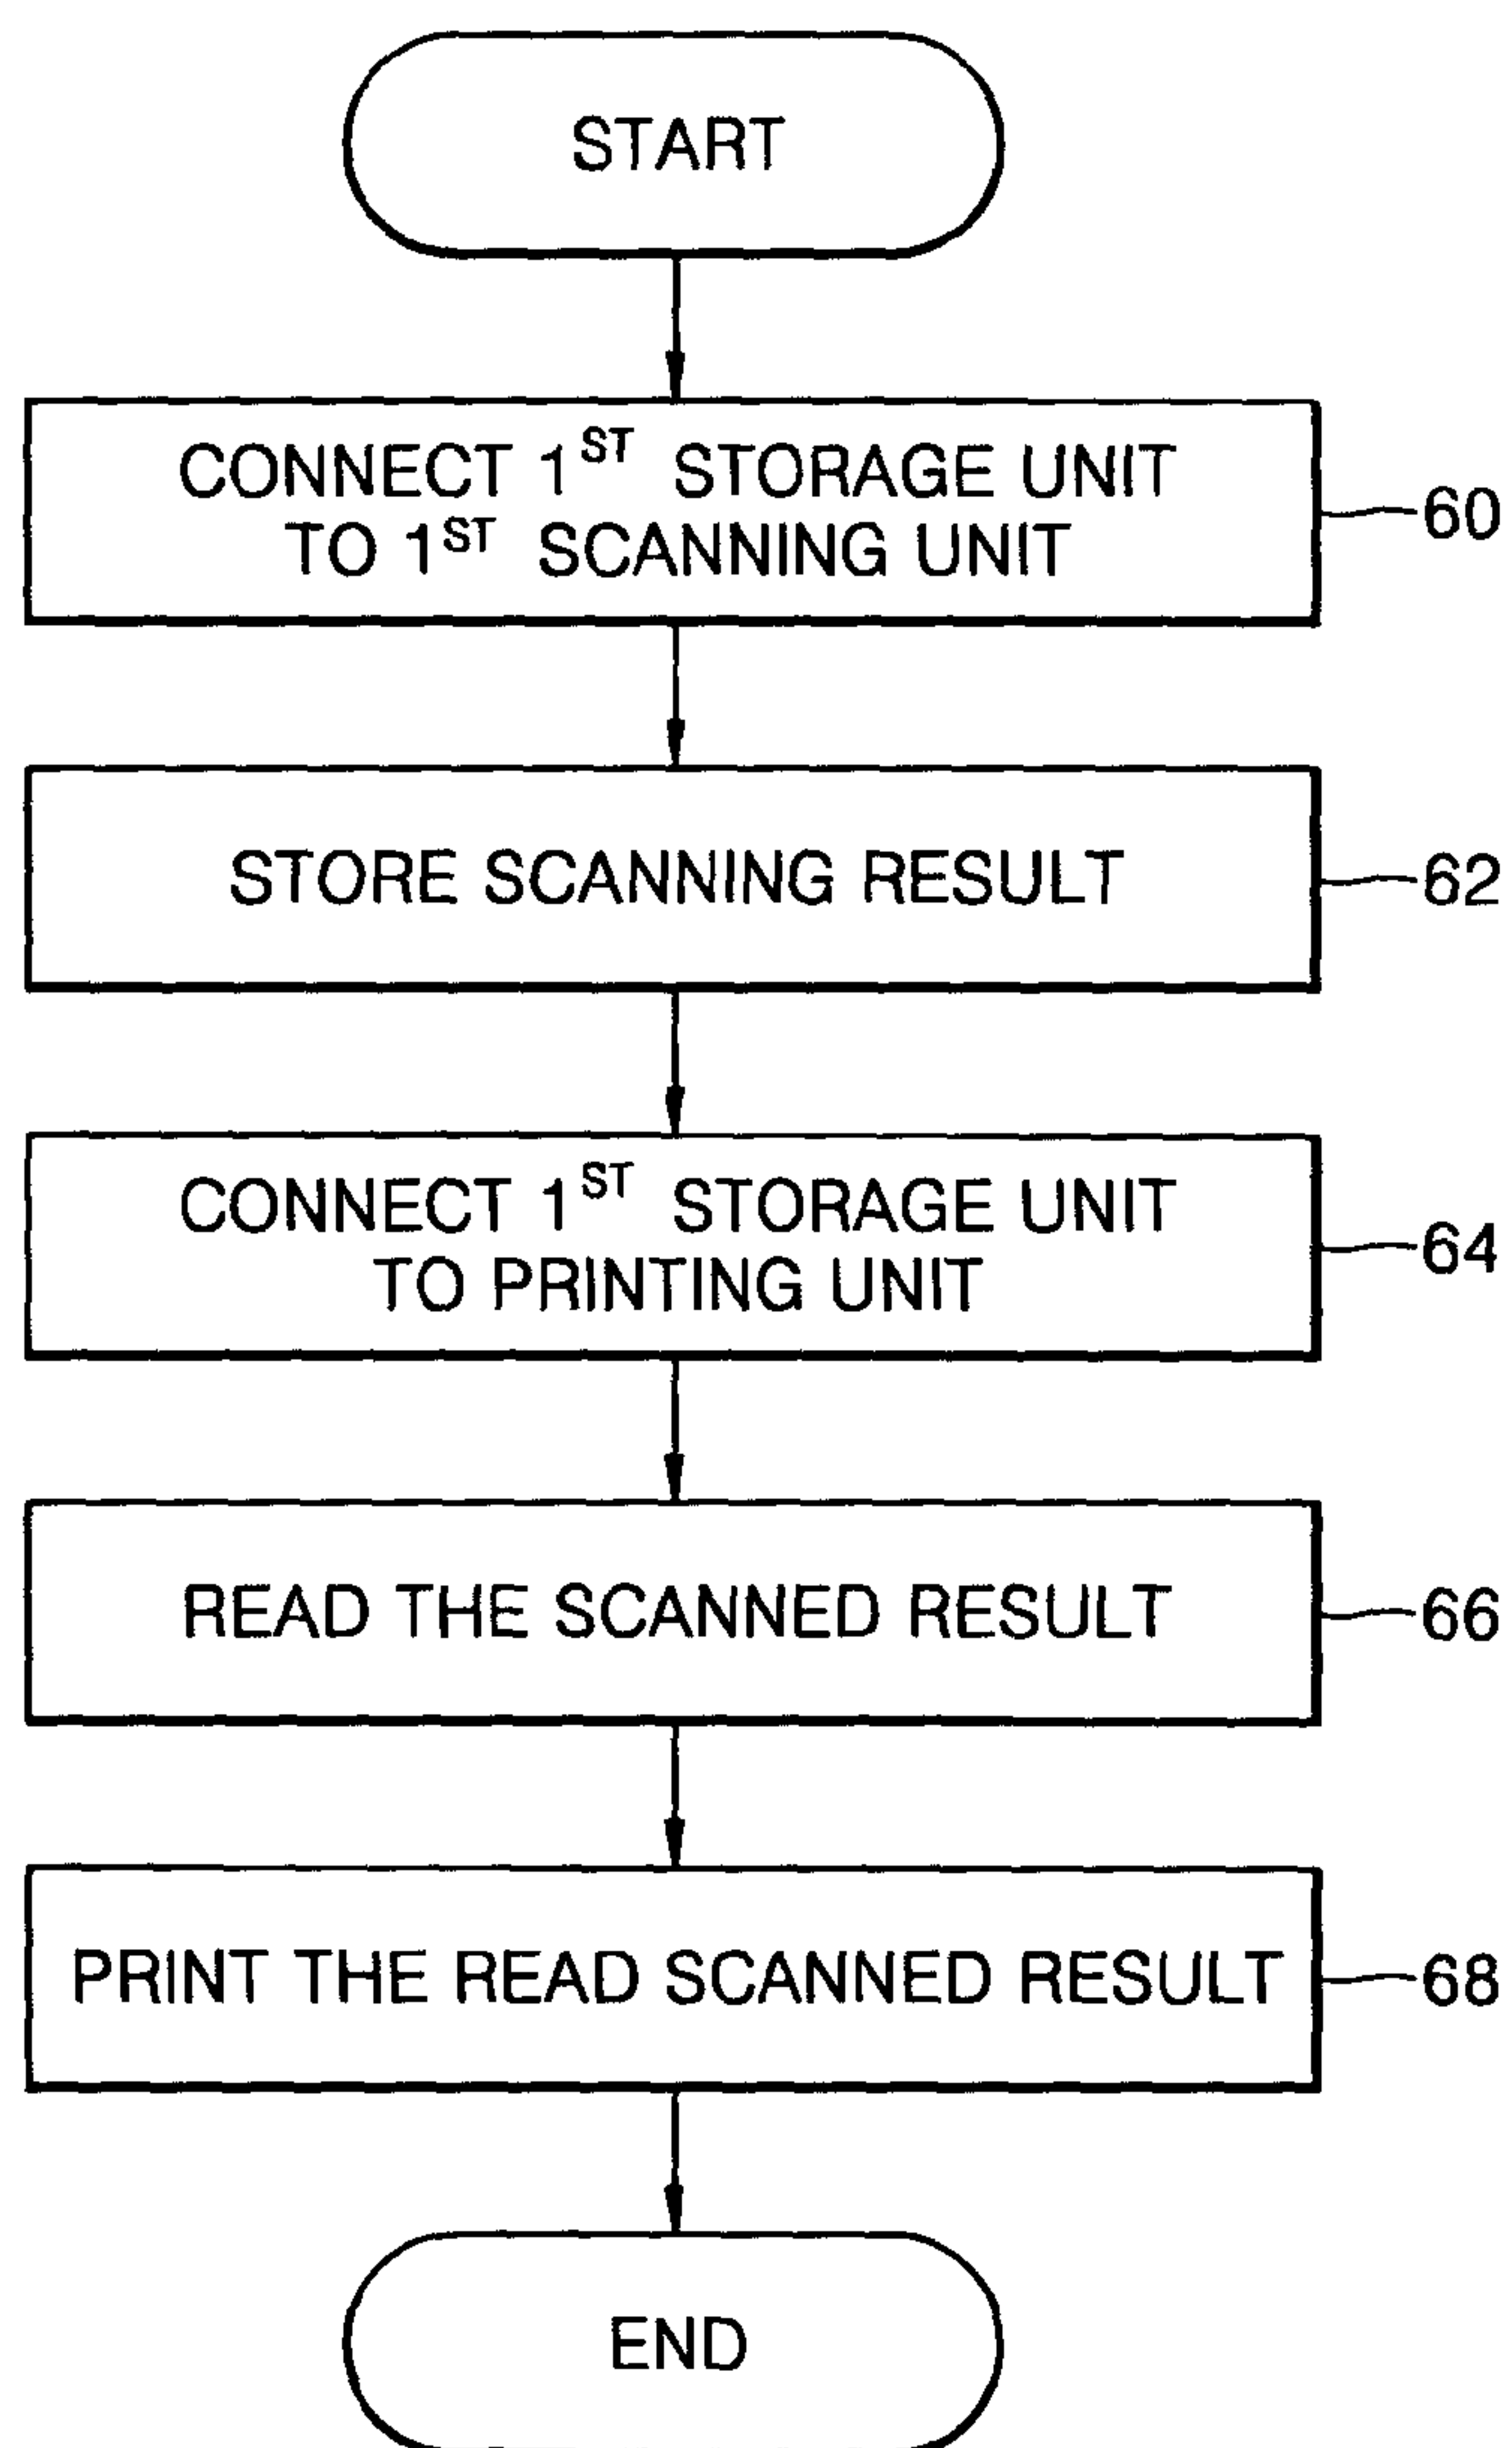 START
CONNECT 1ST STORAGE UNIT
TO 1ST SCANNING UNIT
60
STORE SCANNING RESULT
62
CONNECT 1ST STORAGE UNIT
TO PRINTING UNIT
64
READ THE SCANNED RESULT
66
PRINT THE READ SCANNED RESULT
68
END